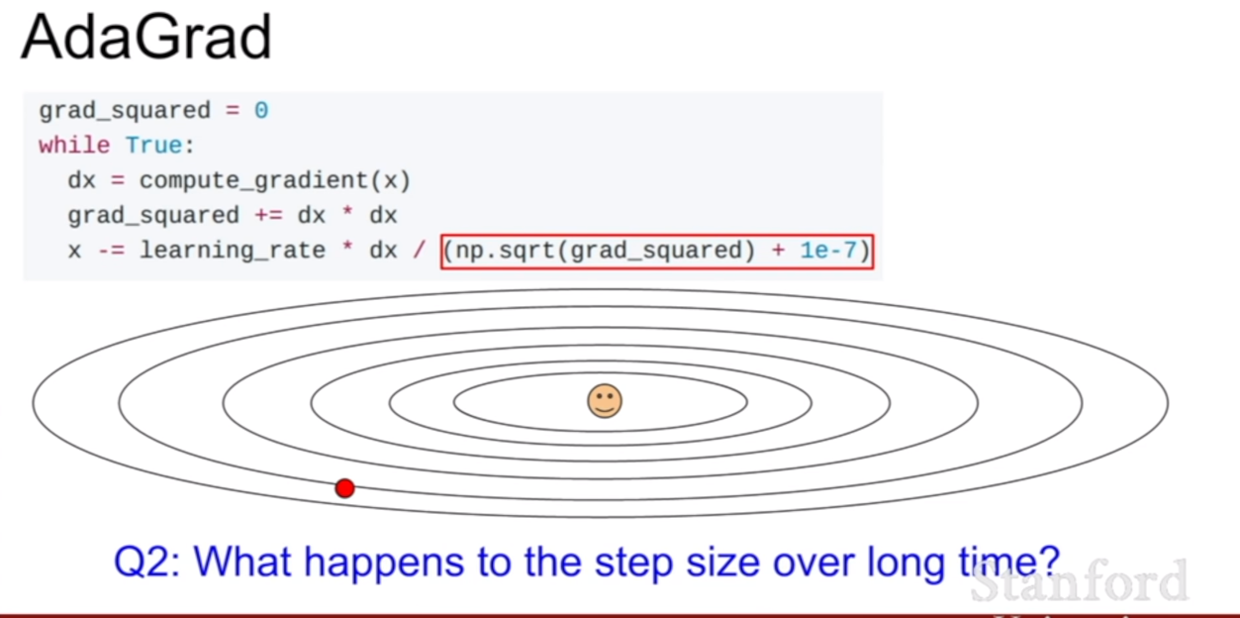 AdaGrad
grad_squared = 0
while True:
  dx = compute_gradient(x)
  grad_squared += dx * dx
  x -= learning_rate * dx / (np.sqrt(grad_squared) + 1e-7)
Q2: What happens to the step size over long time?
Stanford